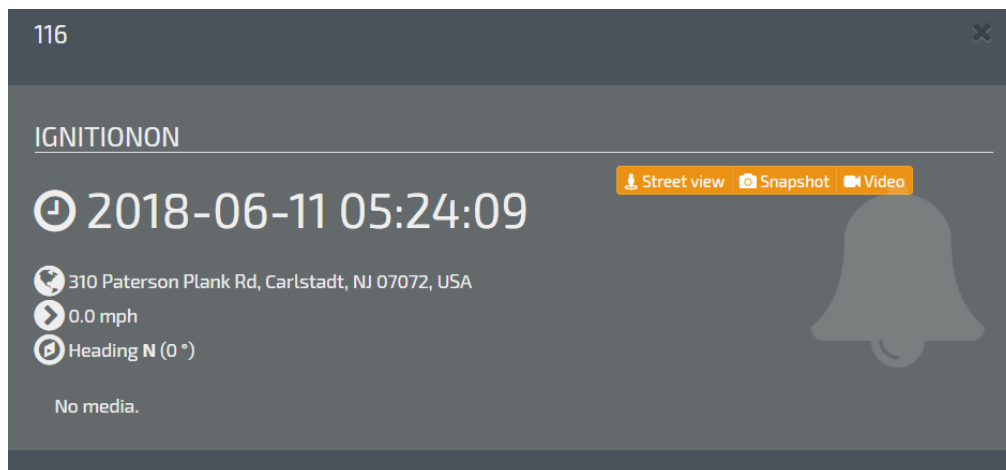 116
IGNITIONON
Street view Snapshot Video
2018-06-11 05:24:09
310 Paterson Plank Rd, Carlstadt, NJ 07072, USA
0.0 mph
Heading N (0 °)
No media.